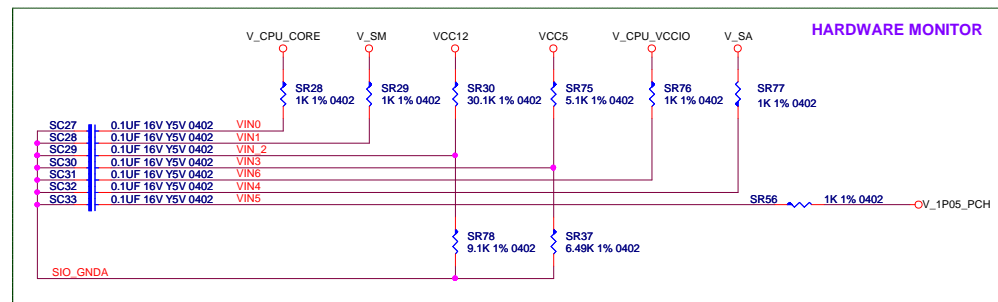 HARDWARE MONITOR
V_CPU_CORE V_SM VCC12 VCC5 V_CPU_VCCIO V_SA
SR28 SR29 SR30 SR75 SR76 SR77
1K 1% 0402 1K 1% 0402 30.1K 1% 0402 5.1K 1% 0402 1K 1% 0402 1K 1% 0402
SC27 0.1UF 16V Y5V 0402 VIN0
SC28 0.1UF 16V Y5V 0402 VIN1
SC29 0.1UF 16V Y5V 0402 VIN_2
SC30 0.1UF 16V Y5V 0402 VIN3
SC31 0.1UF 16V Y5V 0402 VIN6
SC32 0.1UF 16V Y5V 0402 VIN4
SC33 0.1UF 16V Y5V 0402 VIN5
SR56 1K 1% 0402 V_1P05_PCH
SR78 SR37
9.1K 1% 0402 6.49K 1% 0402
SIO_GNDA